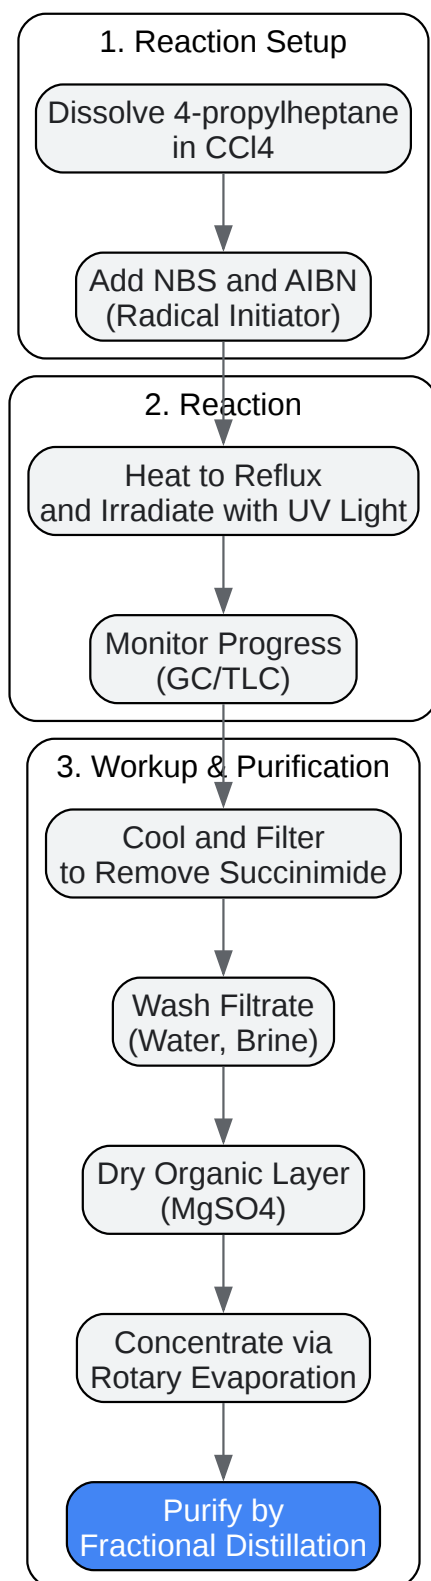 1. Reaction Setup
Dissolve 4-propylheptane
in CCl4
Add NBS and AIBN
(Radical Initiator)
2. Reaction
Heat to Reflux
and Irradiate with UV Light
Monitor Progress
(GC/TLC)
3. Workup & Purification
Cool and Filter
to Remove Succinimide
Wash Filtrate
(Water, Brine)
Dry Organic Layer
(MgSO4)
Concentrate via
Rotary Evaporation
Purify by
Fractional Distillation